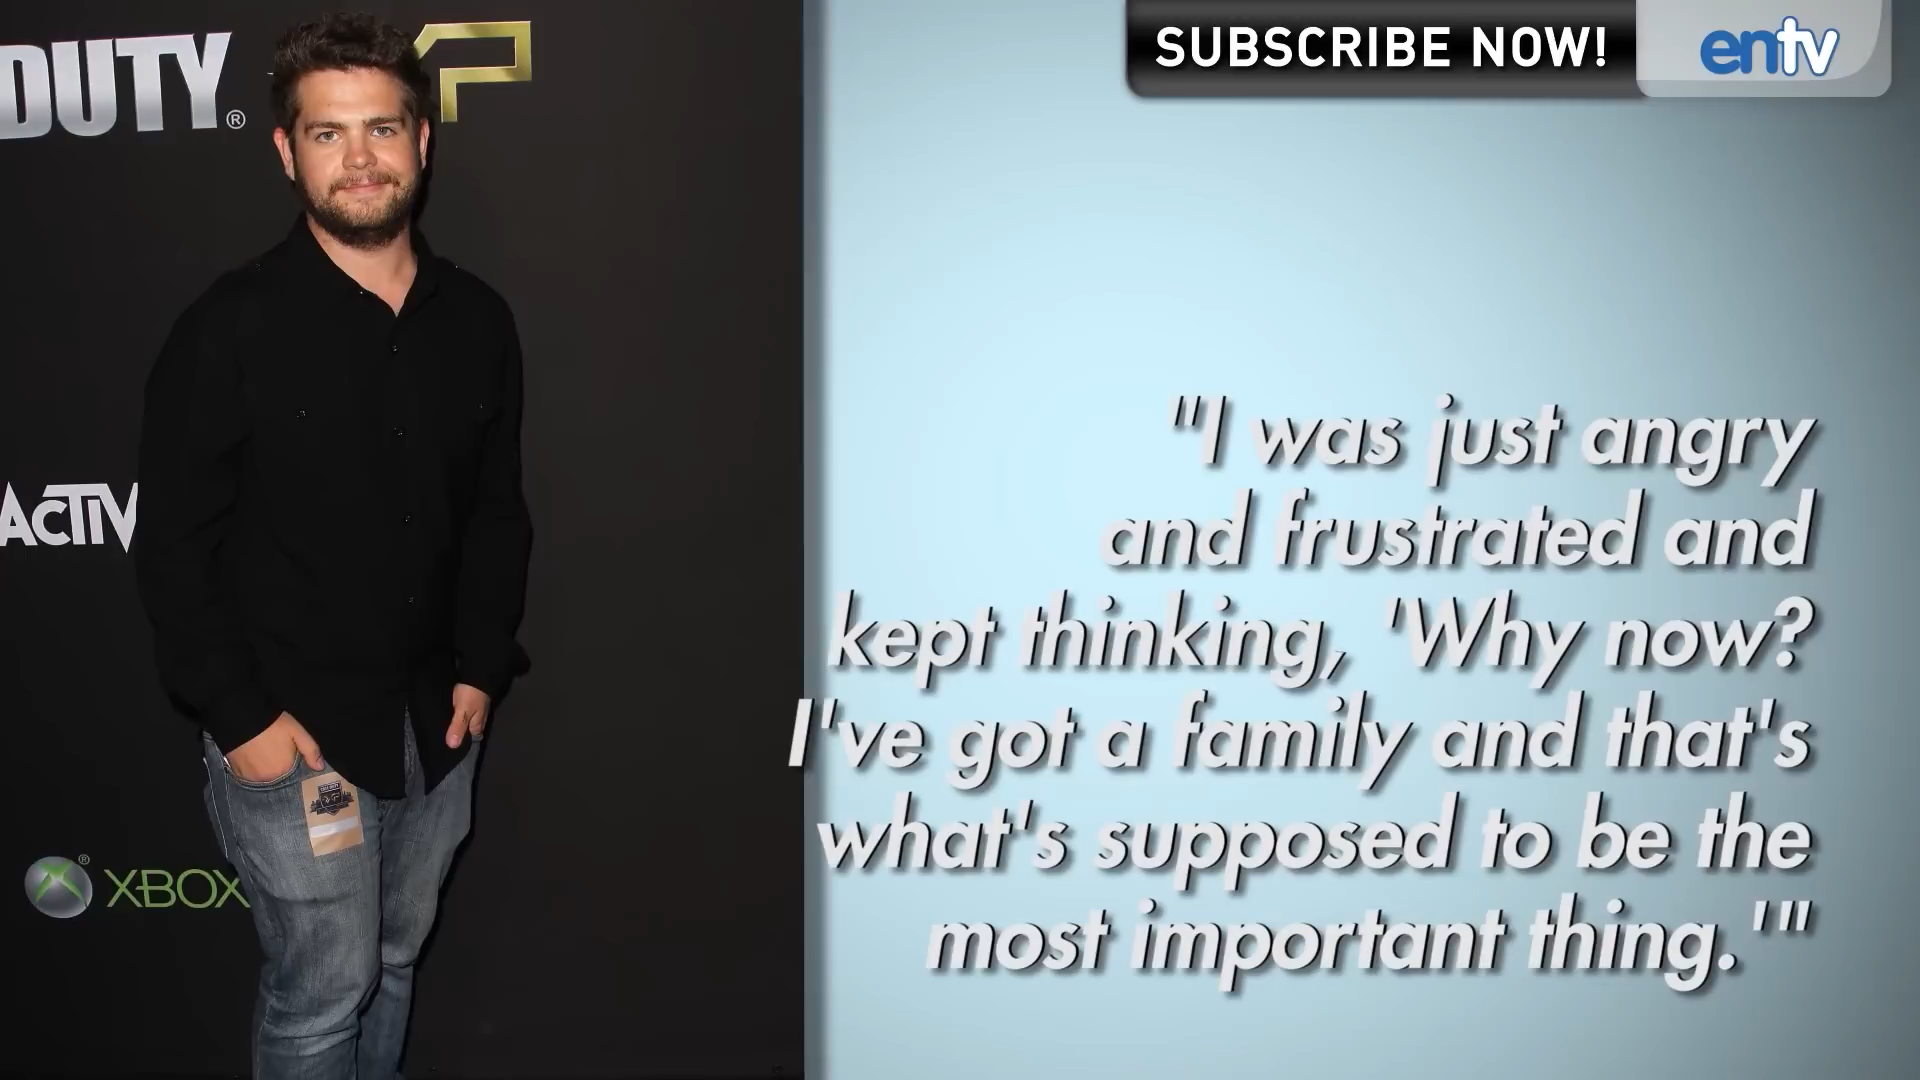 SUBSCRIBE NOW!
entv
DUTY®
XP
ACTIV
XBOX®
"I was just angry
and frustrated and
kept thinking, 'Why now?
I've got a family and that's
what's supposed to be the
most important thing.'"